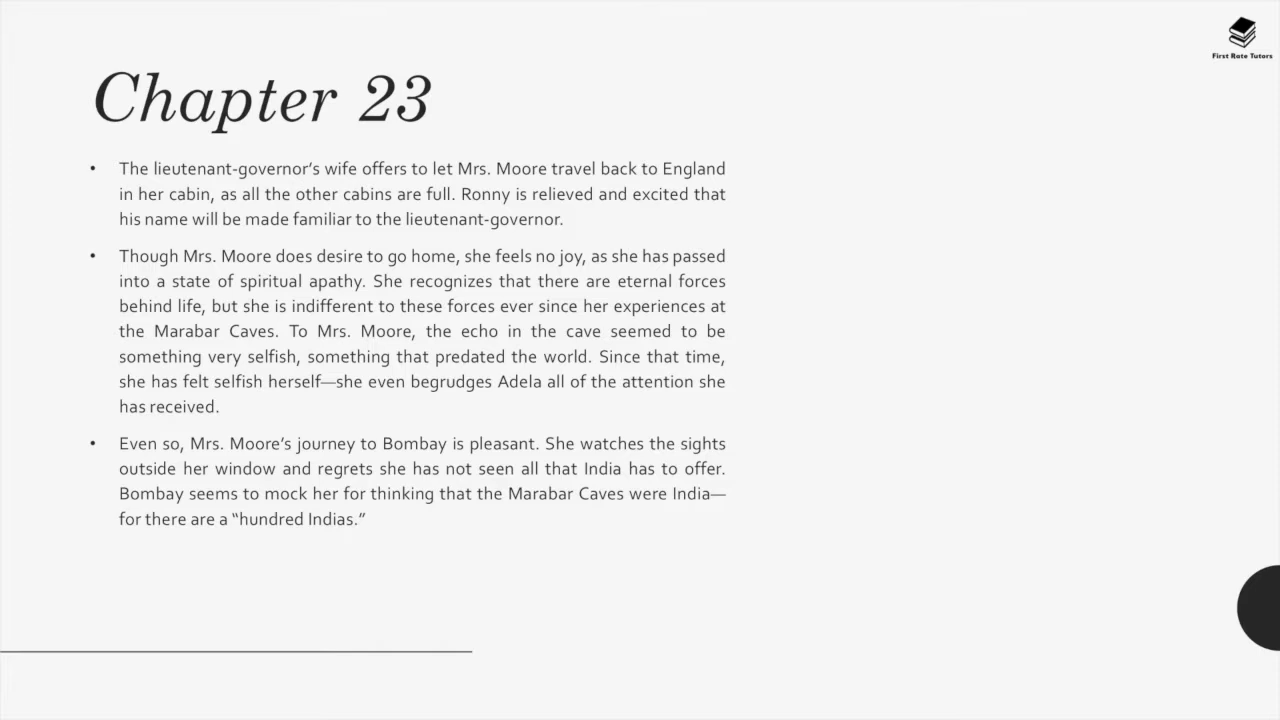 First Rate Tutors
Chapter 23
• The lieutenant-governor’s wife offers to let Mrs. Moore travel back to England
in her cabin, as all the other cabins are full. Ronny is relieved and excited that
his name will be made familiar to the lieutenant-governor.
• Though Mrs. Moore does desire to go home, she feels no joy, as she has passed
into a state of spiritual apathy. She recognizes that there are eternal forces
behind life, but she is indifferent to these forces ever since her experiences at
the Marabar Caves. To Mrs. Moore, the echo in the cave seemed to be
something very selfish, something that predated the world. Since that time,
she has felt selfish herself—she even begrudges Adela all of the attention she
has received.
• Even so, Mrs. Moore’s journey to Bombay is pleasant. She watches the sights
outside her window and regrets she has not seen all that India has to offer.
Bombay seems to mock her for thinking that the Marabar Caves were India—
for there are a “hundred Indias.”